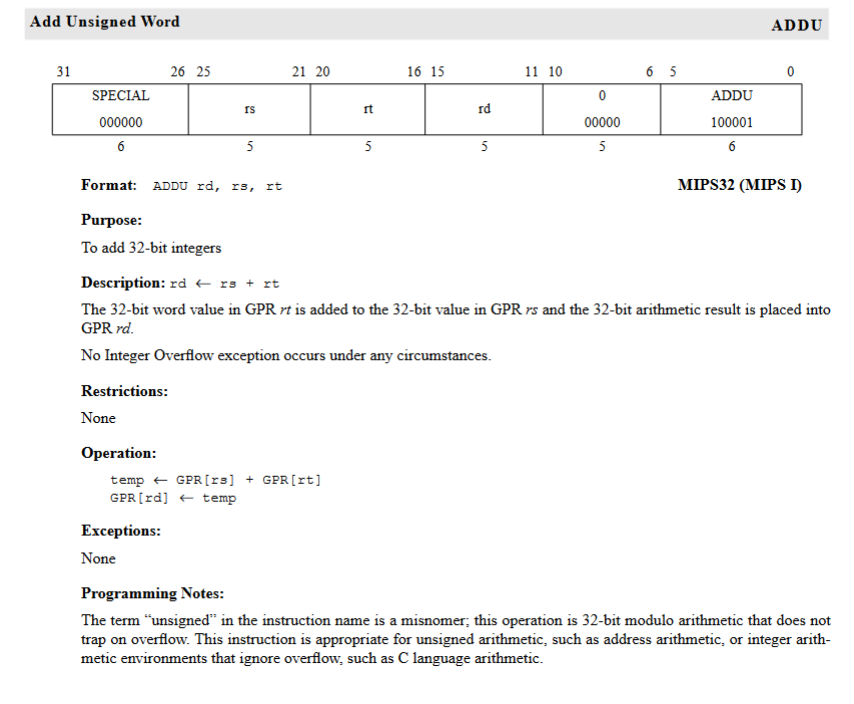 Add Unsigned Word ADDU
31 26 25 21 20 16 15 11 10 6 5 0
SPECIAL rs rt rd 0 ADDU
000000 00000 100001
6 5 5 5 5 6
Format: ADDU rd, rs, rt MIPS32 (MIPS I)
Purpose:
To add 32-bit integers
Description: rd ← rs + rt
The 32-bit word value in GPR rt is added to the 32-bit value in GPR rs and the 32-bit arithmetic result is placed into
GPR rd.
No Integer Overflow exception occurs under any circumstances.
Restrictions:
None
Operation:
temp ← GPR[rs] + GPR[rt]
GPR[rd] ← temp
Exceptions:
None
Programming Notes:
The term “unsigned” in the instruction name is a misnomer; this operation is 32-bit modulo arithmetic that does not
trap on overflow. This instruction is appropriate for unsigned arithmetic, such as address arithmetic, or integer arith-
metic environments that ignore overflow, such as C language arithmetic.